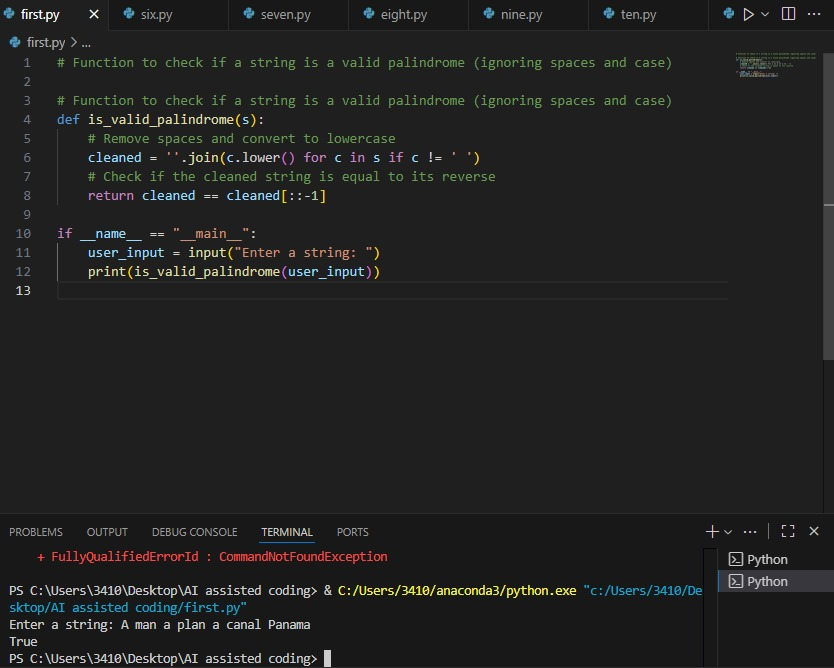 first.py six.py seven.py eight.py nine.py ten.py
first.py > ...
1 # Function to check if a string is a valid palindrome (ignoring spaces and case)
2
3 # Function to check if a string is a valid palindrome (ignoring spaces and case)
4 def is_valid_palindrome(s):
5     # Remove spaces and convert to lowercase
6     cleaned = ''.join(c.lower() for c in s if c != ' ')
7     # Check if the cleaned string is equal to its reverse
8     return cleaned == cleaned[::-1]
9
10 if __name__ == "__main__":
11     user_input = input("Enter a string: ")
12     print(is_valid_palindrome(user_input))
13
PROBLEMS OUTPUT DEBUG CONSOLE TERMINAL PORTS
+ FullyQualifiedErrorId : CommandNotFoundException
PS C:\Users\3410\Desktop\AI assisted coding> & C:/Users/3410/anaconda3/python.exe "c:/Users/3410/De
sktop/AI assisted coding/first.py"
Enter a string: A man a plan a canal Panama
True
PS C:\Users\3410\Desktop\AI assisted coding>
Python
Python